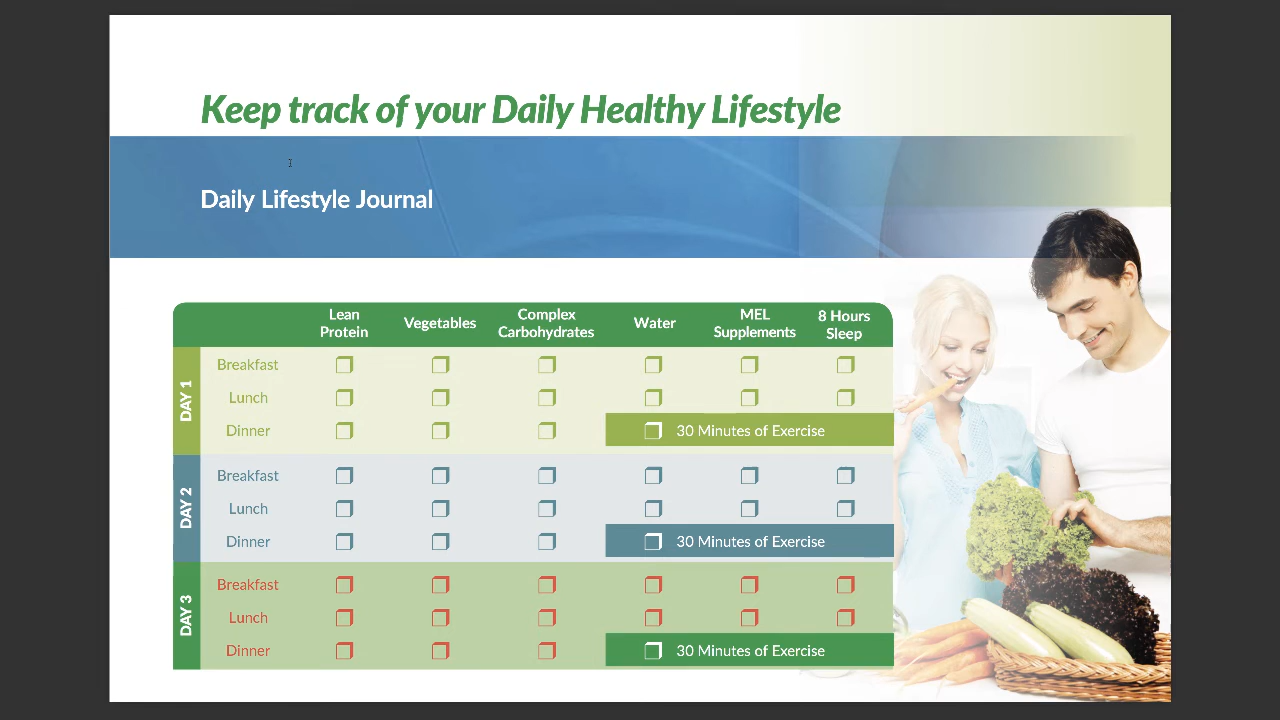 Keep track of your Daily Healthy Lifestyle
Daily Lifestyle Journal
Lean Protein Vegetables Complex Carbohydrates Water MEL Supplements 8 Hours Sleep
DAY 1
Breakfast
Lunch
Dinner 30 Minutes of Exercise
DAY 2
Breakfast
Lunch
Dinner 30 Minutes of Exercise
DAY 3
Breakfast
Lunch
Dinner 30 Minutes of Exercise